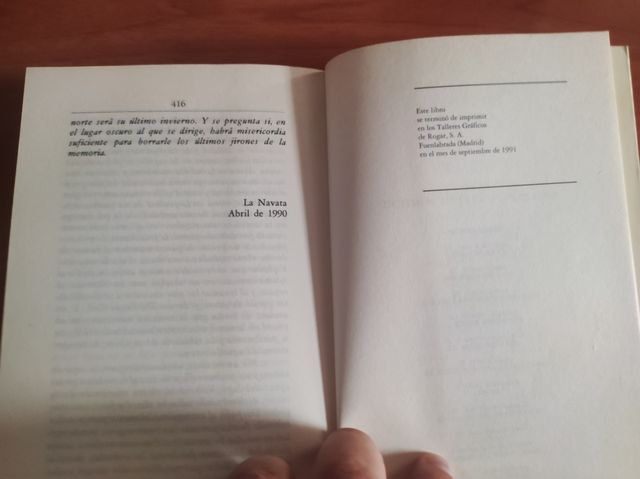 416
norte será su último invierno. Y se pregunta si, en
el lugar oscuro al que se dirige, habrá misericordia
suficiente para borrarle los últimos jirones de la
memoria.
La Navata
Abril de 1990
Este libro
se terminó de imprimir
en los Talleres Gráficos
de Rogar, S. A.
Fuenlabrada (Madrid)
en el mes de septiembre de 1991